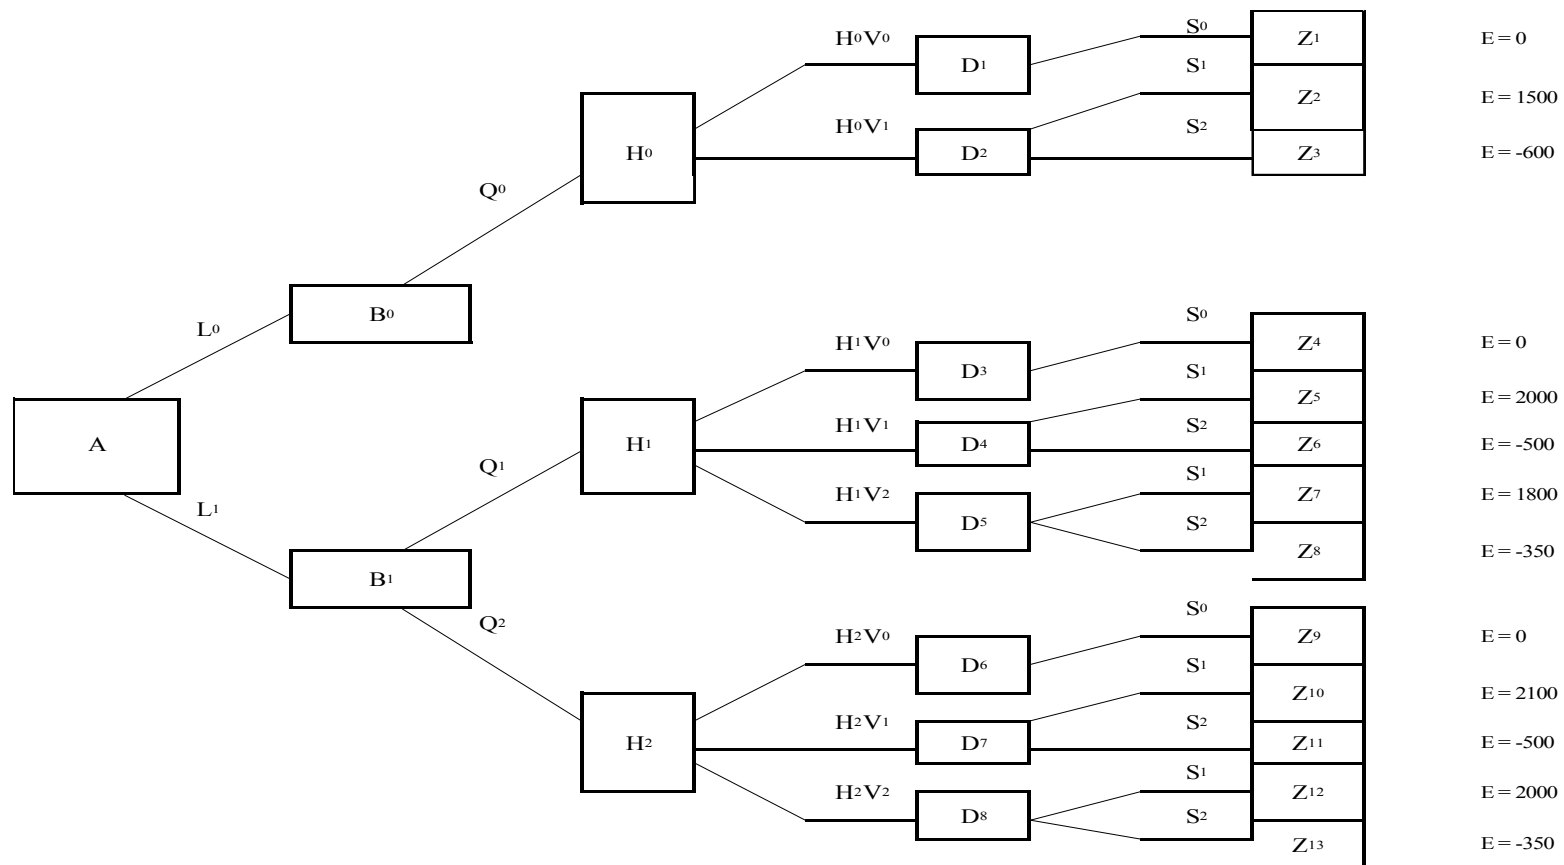 S⁰
H⁰V⁰ Z¹ E = 0
D¹ S¹
Z² E = 1500
H⁰V¹ S²
H⁰ D² Z³ E = -600
Q⁰
B⁰ S⁰
L⁰ H¹V⁰ Z⁴ E = 0
D³ S¹
Z⁵ E = 2000
H¹V¹ S²
A H¹ D⁴ Z⁶ E = -500
Q¹ S¹
H¹V² Z⁷ E = 1800
L¹ D⁵ S²
Z⁸ E = -350
B¹
S⁰
Q² H²V⁰ Z⁹ E = 0
D⁶ S¹
Z¹⁰ E = 2100
H²V¹ S²
H² D⁷ Z¹¹ E = -500
S¹
H²V² Z¹² E = 2000
D⁸ S²
Z¹³ E = -350